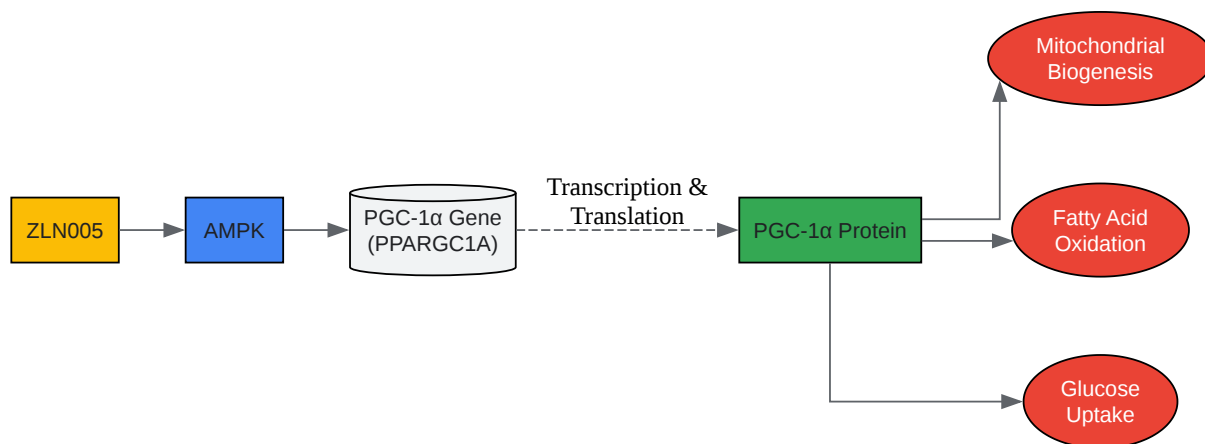 Mitochondrial
Biogenesis
ZLN005
AMPK
PGC-1α Gene
(PPARGC1A)
Transcription &
Translation
PGC-1α Protein
Fatty Acid
Oxidation
Glucose
Uptake